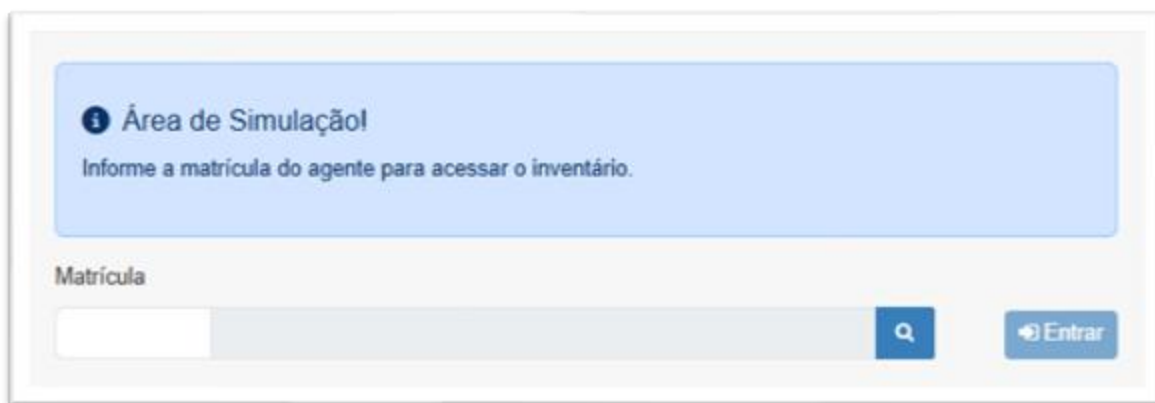 Área de Simulação!
Informe a matrícula do agente para acessar o inventário.
Matrícula
Entrar